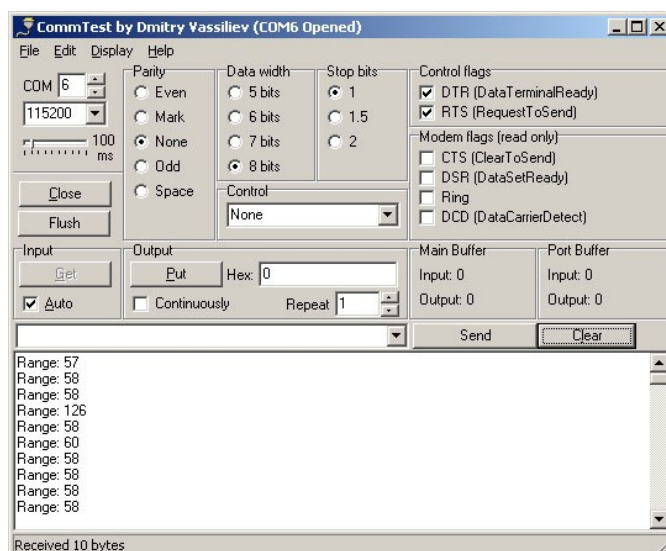 CommTest by Dmitry Vassiliev (COM6 Opened)
File Edit Display Help
COM 6
115200
100
ms
Close
Flush
Parity
Even
Mark
None
Odd
Space
Data width
5 bits
6 bits
7 bits
8 bits
Stop bits
1
1.5
2
Control
None
Control flags
DTR (DataTerminalReady)
RTS (RequestToSend)
Modem flags (read only)
CTS (ClearToSend)
DSR (DataSetReady)
Ring
DCD (DataCarrierDetect)
Input
Get
Auto
Output
Put Hex: 0
Continuously Repeat 1
Main Buffer
Input: 0
Output: 0
Port Buffer
Input: 0
Output: 0
Send Clear
Range: 57
Range: 58
Range: 58
Range: 126
Range: 58
Range: 60
Range: 58
Range: 58
Range: 58
Range: 58
Received 10 bytes